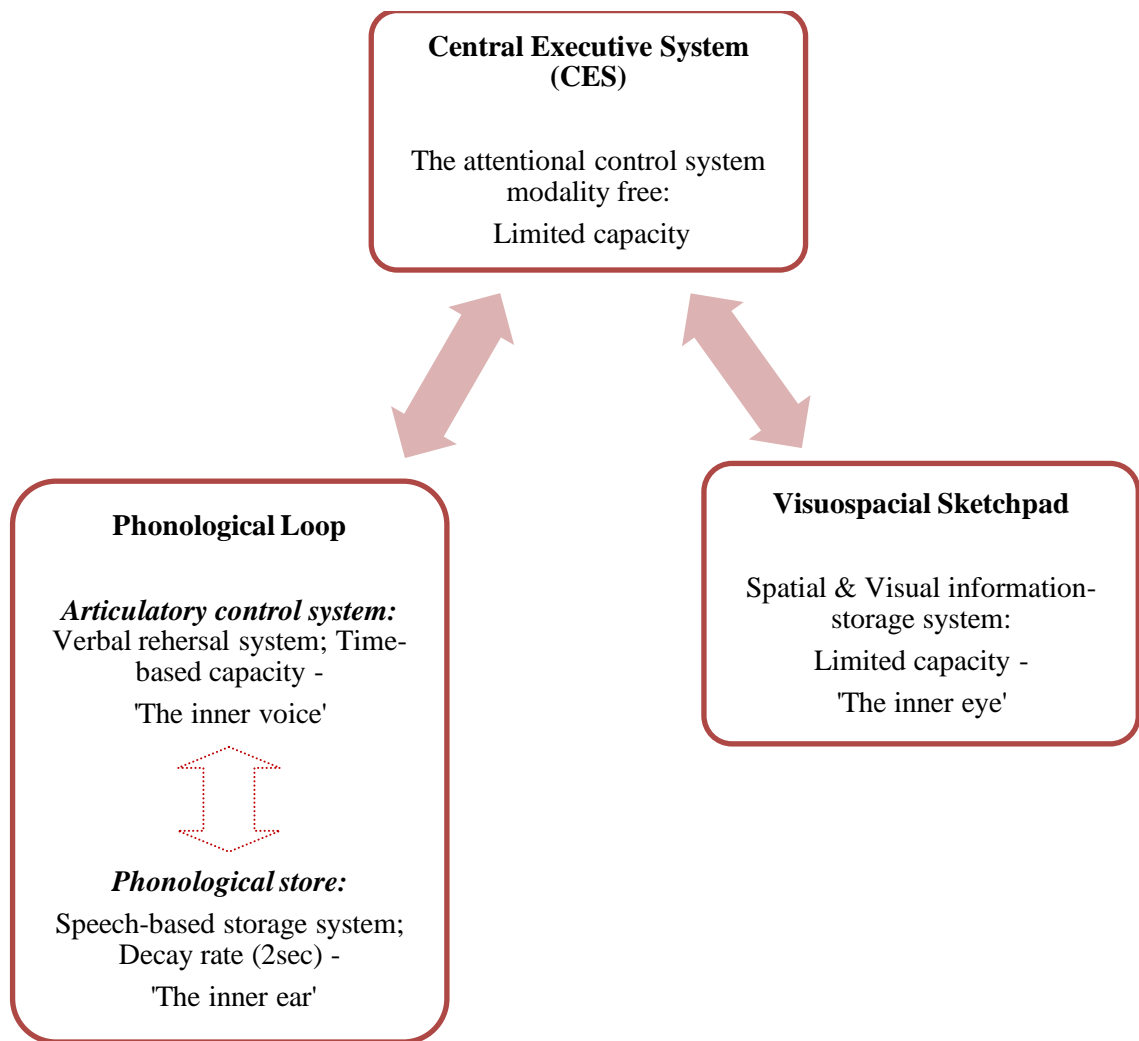 Central Executive System
(CES)
The attentional control system
modality free:
Limited capacity
Phonological Loop
Articulatory control system:
Verbal rehersal system; Time-
based capacity -
'The inner voice'
Phonological store:
Speech-based storage system;
Decay rate (2sec) -
'The inner ear'
Visuospacial Sketchpad
Spatial & Visual information-
storage system:
Limited capacity -
'The inner eye'